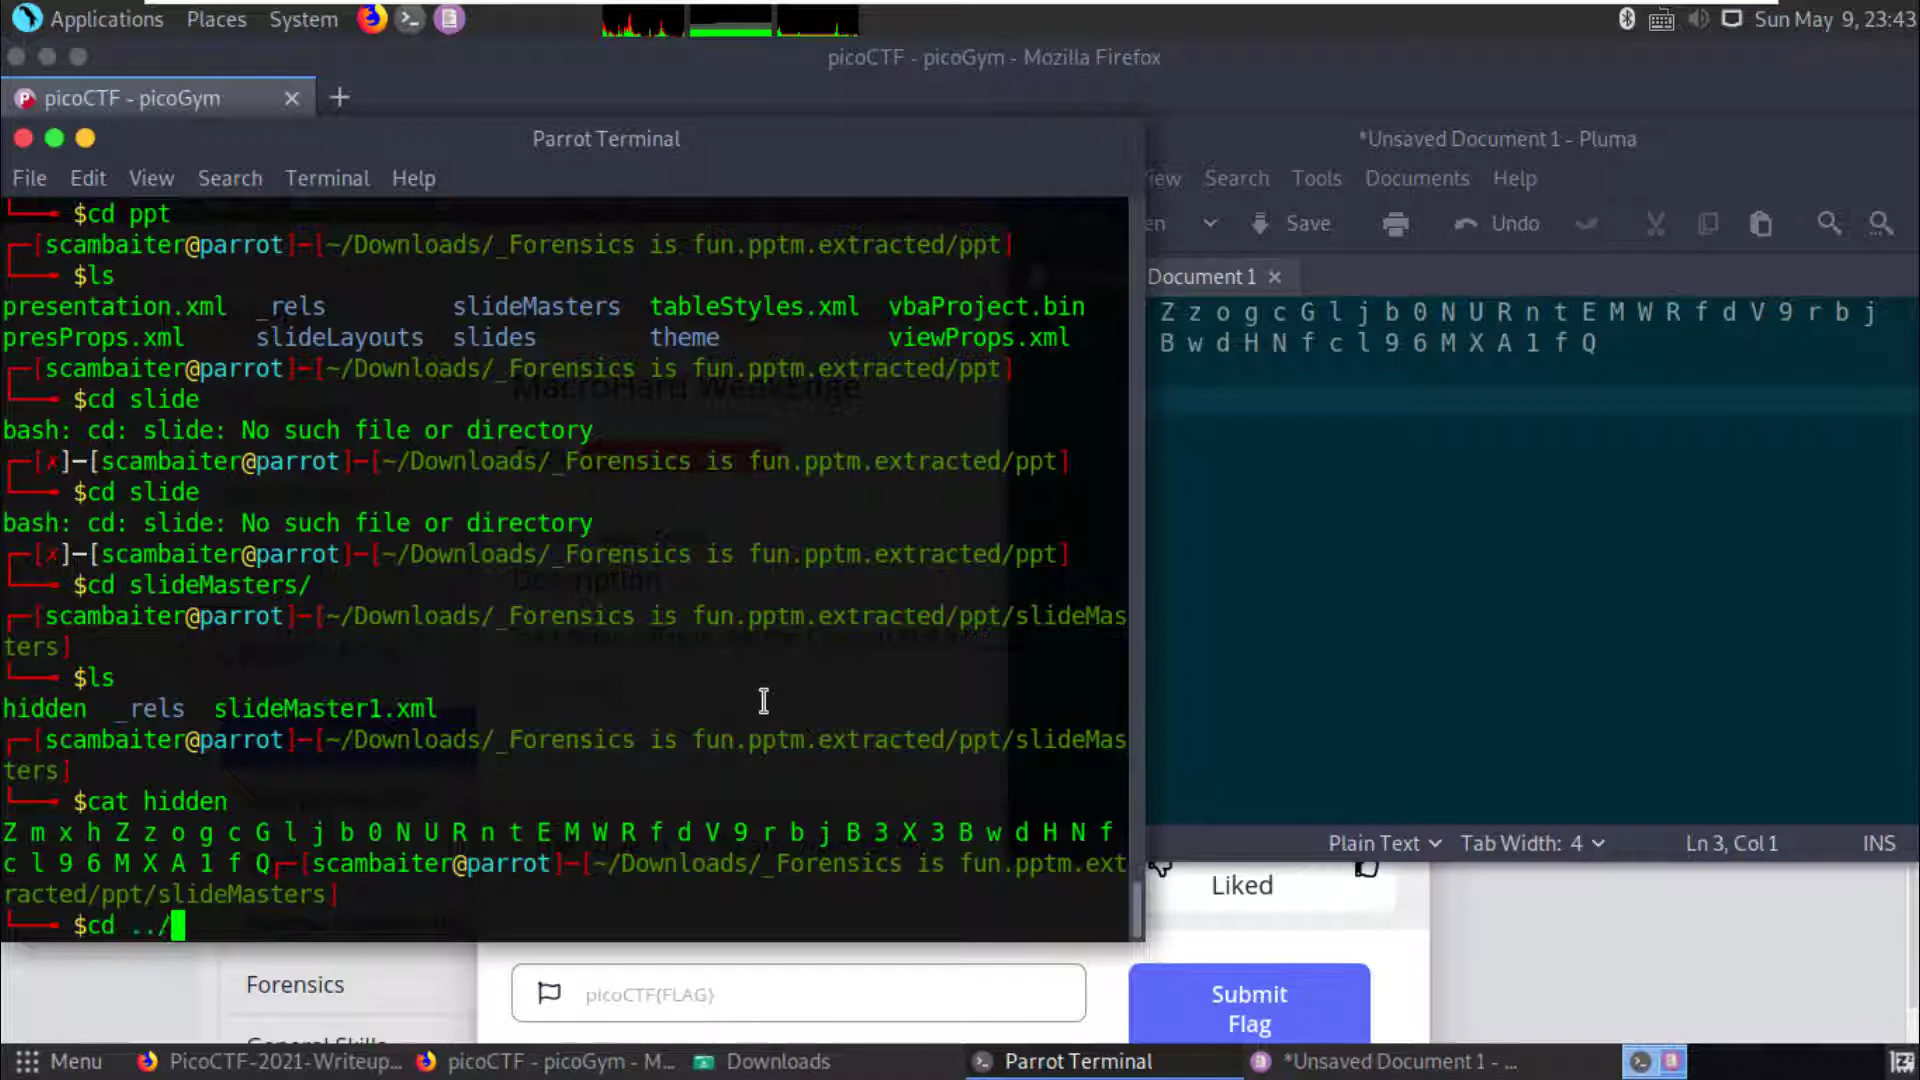 Applications Places System Sun May 9, 23:43
picoCTF - picoGym - Mozilla Firefox
picoCTF - picoGym
Parrot Terminal
File Edit View Search Terminal Help
$cd ppt
[scambaiter@parrot]-[~/Downloads/_Forensics is fun.pptm.extracted/ppt]
$ls
presentation.xml _rels slideMasters tableStyles.xml vbaProject.bin
presProps.xml slideLayouts slides theme viewProps.xml
[scambaiter@parrot]-[~/Downloads/_Forensics is fun.pptm.extracted/ppt]
$cd slide
bash: cd: slide: No such file or directory
[x]-[scambaiter@parrot]-[~/Downloads/_Forensics is fun.pptm.extracted/ppt]
$cd slide
bash: cd: slide: No such file or directory
[x]-[scambaiter@parrot]-[~/Downloads/_Forensics is fun.pptm.extracted/ppt]
$cd slideMasters/
[scambaiter@parrot]-[~/Downloads/_Forensics is fun.pptm.extracted/ppt/slideMas
ters]
$ls
hidden _rels slideMaster1.xml
[scambaiter@parrot]-[~/Downloads/_Forensics is fun.pptm.extracted/ppt/slideMas
ters]
$cat hidden
Z m x h Z z o g c G l j b 0 N U R n t E M W R f d V 9 r b j B 3 X 3 B w d H N f
c l 9 6 M X A 1 f Q [scambaiter@parrot]-[~/Downloads/_Forensics is fun.pptm.ext
racted/ppt/slideMasters]
$cd ../
*Unsaved Document 1 - Pluma
iew Search Tools Documents Help
en Save Undo
Document 1
Z z o g c G l j b 0 N U R n t E M W R f d V 9 r b j
B w d H N f c l 9 6 M X A 1 f Q
Plain Text Tab Width: 4 Ln 3, Col 1 INS
MacroHard WeakEdge
Description
Liked
Forensics
General Skills
picoCTF{FLAG}
Submit
Flag
Menu PicoCTF-2021-Writeup... picoCTF - picoGym - M... Downloads Parrot Terminal *Unsaved Document 1 - ...